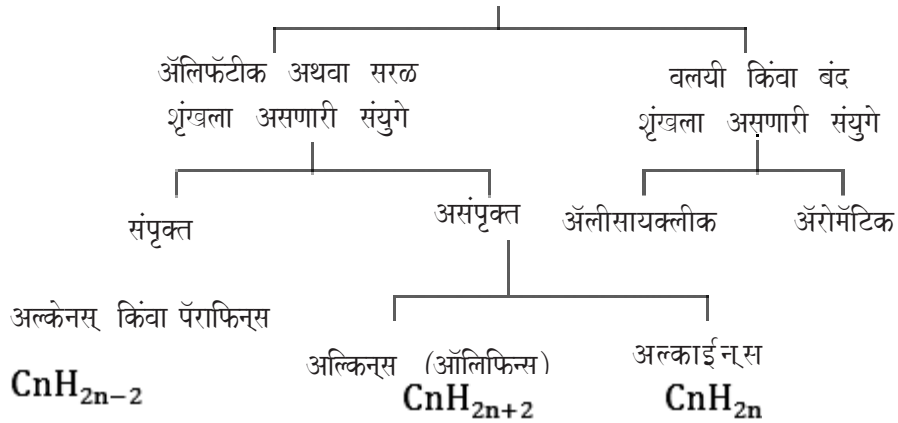 ॲलिफॅटीक अथवा सरळ
शृंखला असणारी संयुगे
वलयी किंवा बंद
शृंखला असणारी संयुगे
संपृक्त
असंपृक्त
ॲलीसायक्लीक
ॲरोमॅटिक
अल्केनस् किंवा पॅराफिन्स
CnH₂ₙ₋₂
अल्किन्स (ऑलिफिन्स)
CnH₂ₙ₊₂
अल्काईन्स
CnH₂ₙ